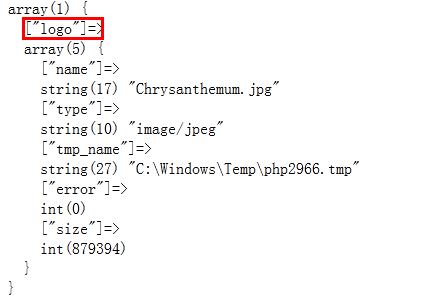 array(1) {
["logo"]=>
array(5) {
["name"]=>
string(17) "Chrysanthemum.jpg"
["type"]=>
string(10) "image/jpeg"
["tmp_name"]=>
string(27) "C:\Windows\Temp\php2966.tmp"
["error"]=>
int(0)
["size"]=>
int(879394)
}
}